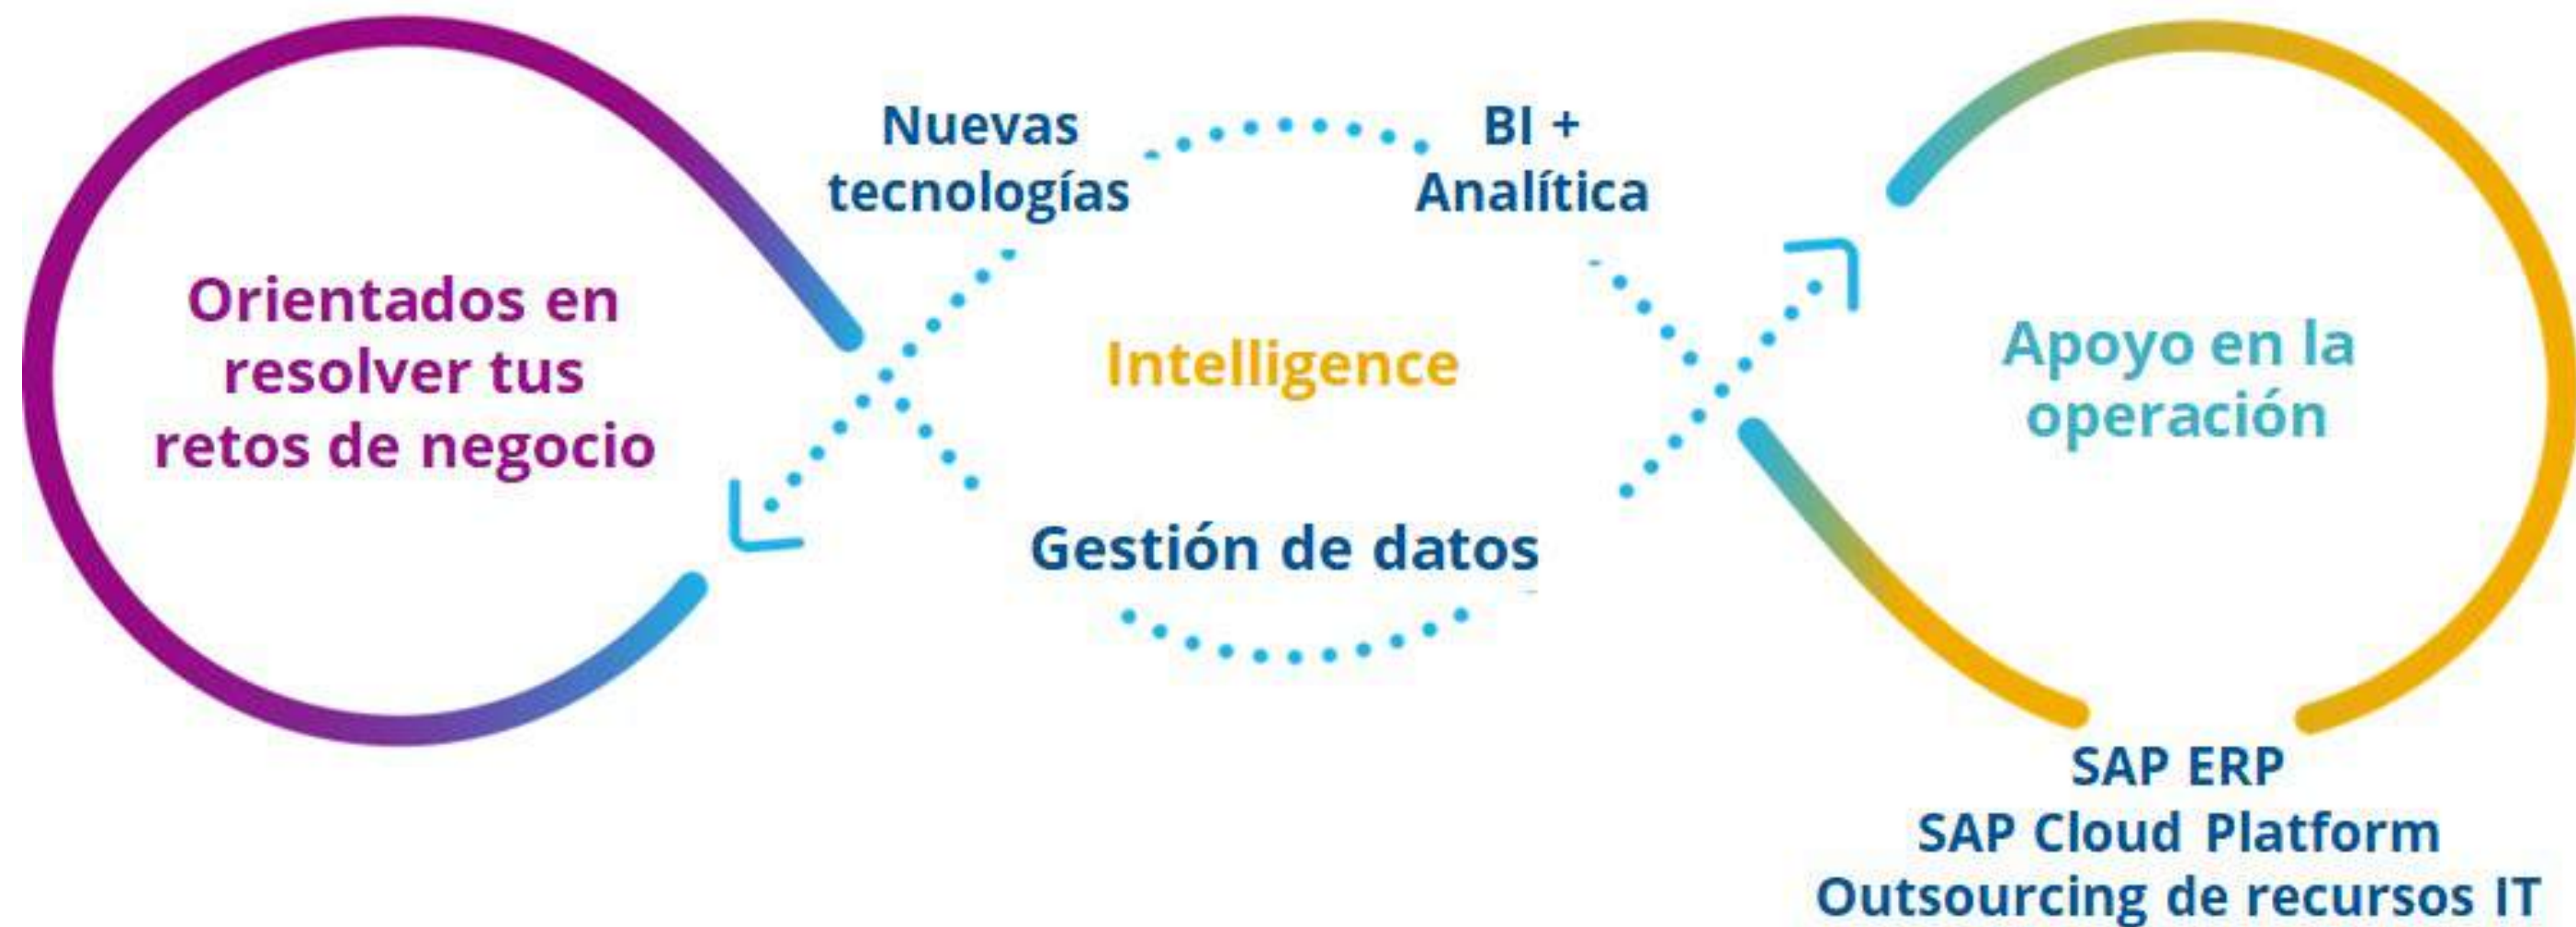 Orientados en
resolver tus
retos de negocio
Nuevas
tecnologías
BI +
Analítica
Intelligence
Gestión de datos
Apoyo en la
operación
SAP ERP
SAP Cloud Platform
Outsourcing de recursos IT